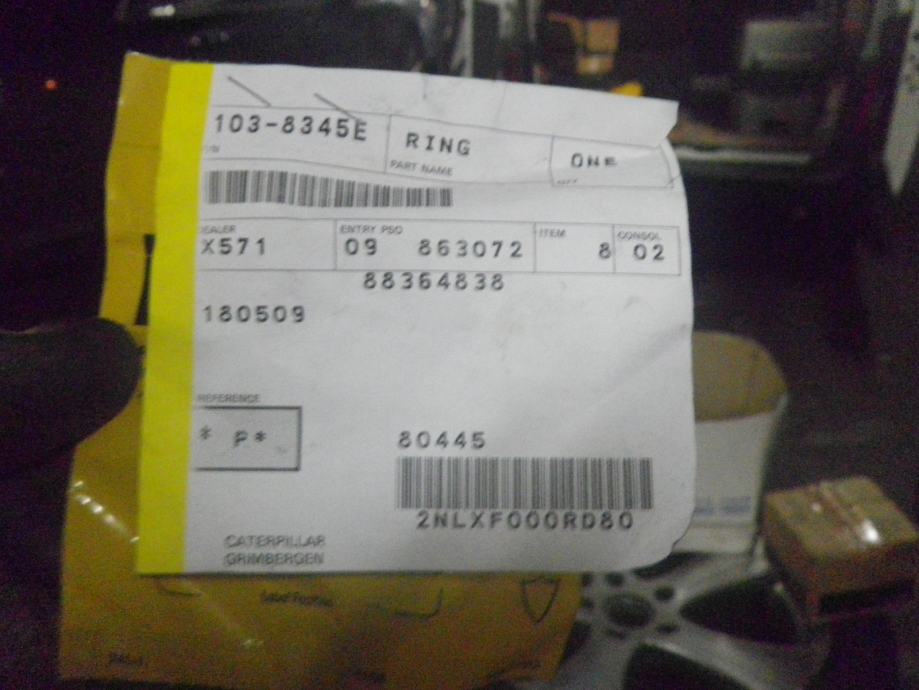 103-8345E RING ONE
PART NAME
DEALER ENTRY PSO ITEM CONSOL
X571 09 863072 8 02
88364838
180509
REFERENCE
* P*
80445
2NLXF000RD80
CATERPILLAR
GRIMBERGEN